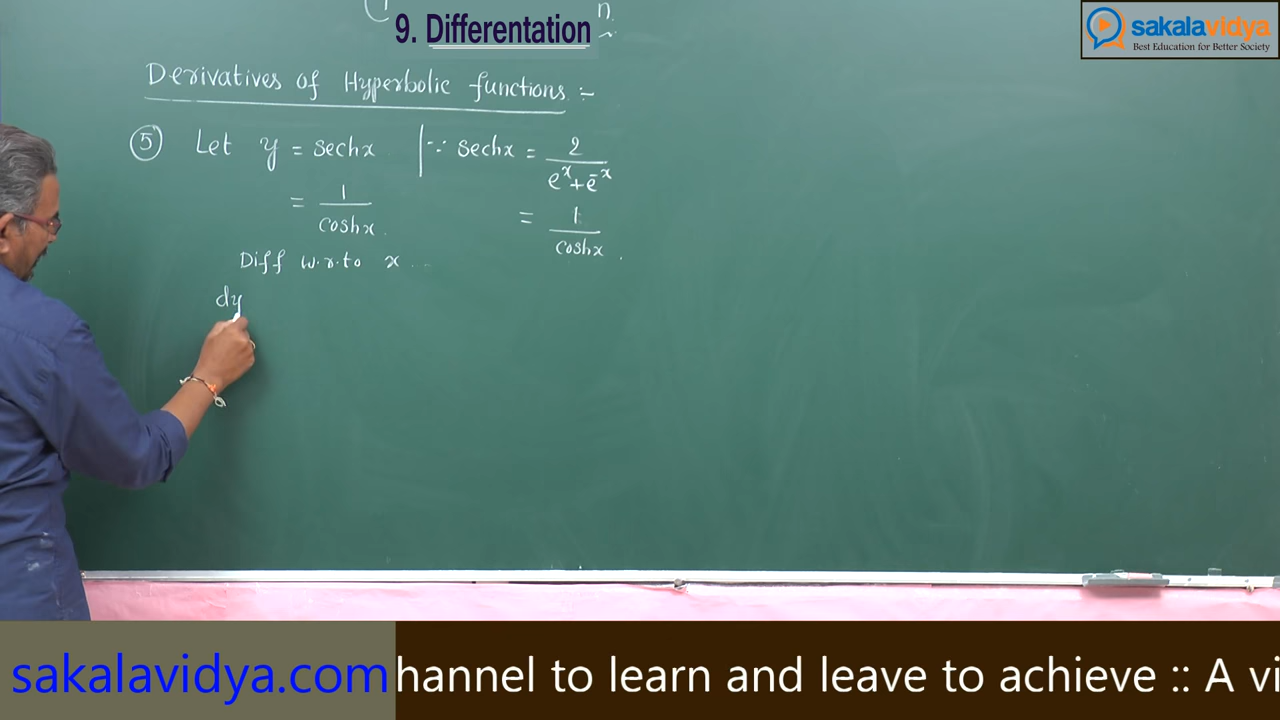 9. Differentation
sakalavidya
Best Education for Better Society
Derivatives of Hyperbolic functions :-
⑤ Let y = sechx | ∵ sechx = 2/(e^x + e^-x)
= 1/coshx. = 1/coshx.
Diff w.r.to x ...
dy
sakalavidya.com hannel to learn and leave to achieve :: A vi